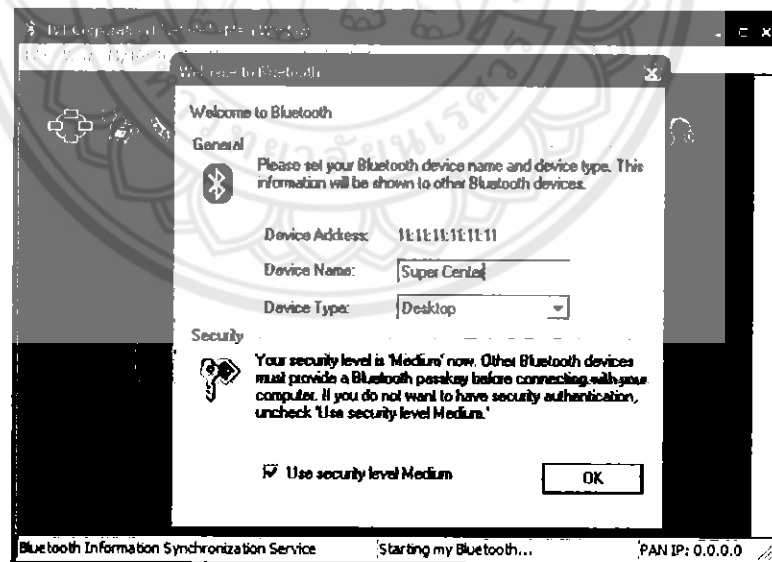 Welcome to Bluetooth
Welcome to Bluetooth
General
Please set your Bluetooth device name and device type. This
information will be shown to other Bluetooth devices.
Device Address: 11:11:11:11:11:11
Device Name: Super Center
Device Type: Desktop
Security
Your security level is 'Medium' now. Other Bluetooth devices
must provide a Bluetooth passkey before connecting with your
computer. If you do not want to have security authentication,
uncheck 'Use security level Medium.'
Use security level Medium
OK
Bluetooth Information Synchronization Service Starting my Bluetooth... PAN IP: 0.0.0.0